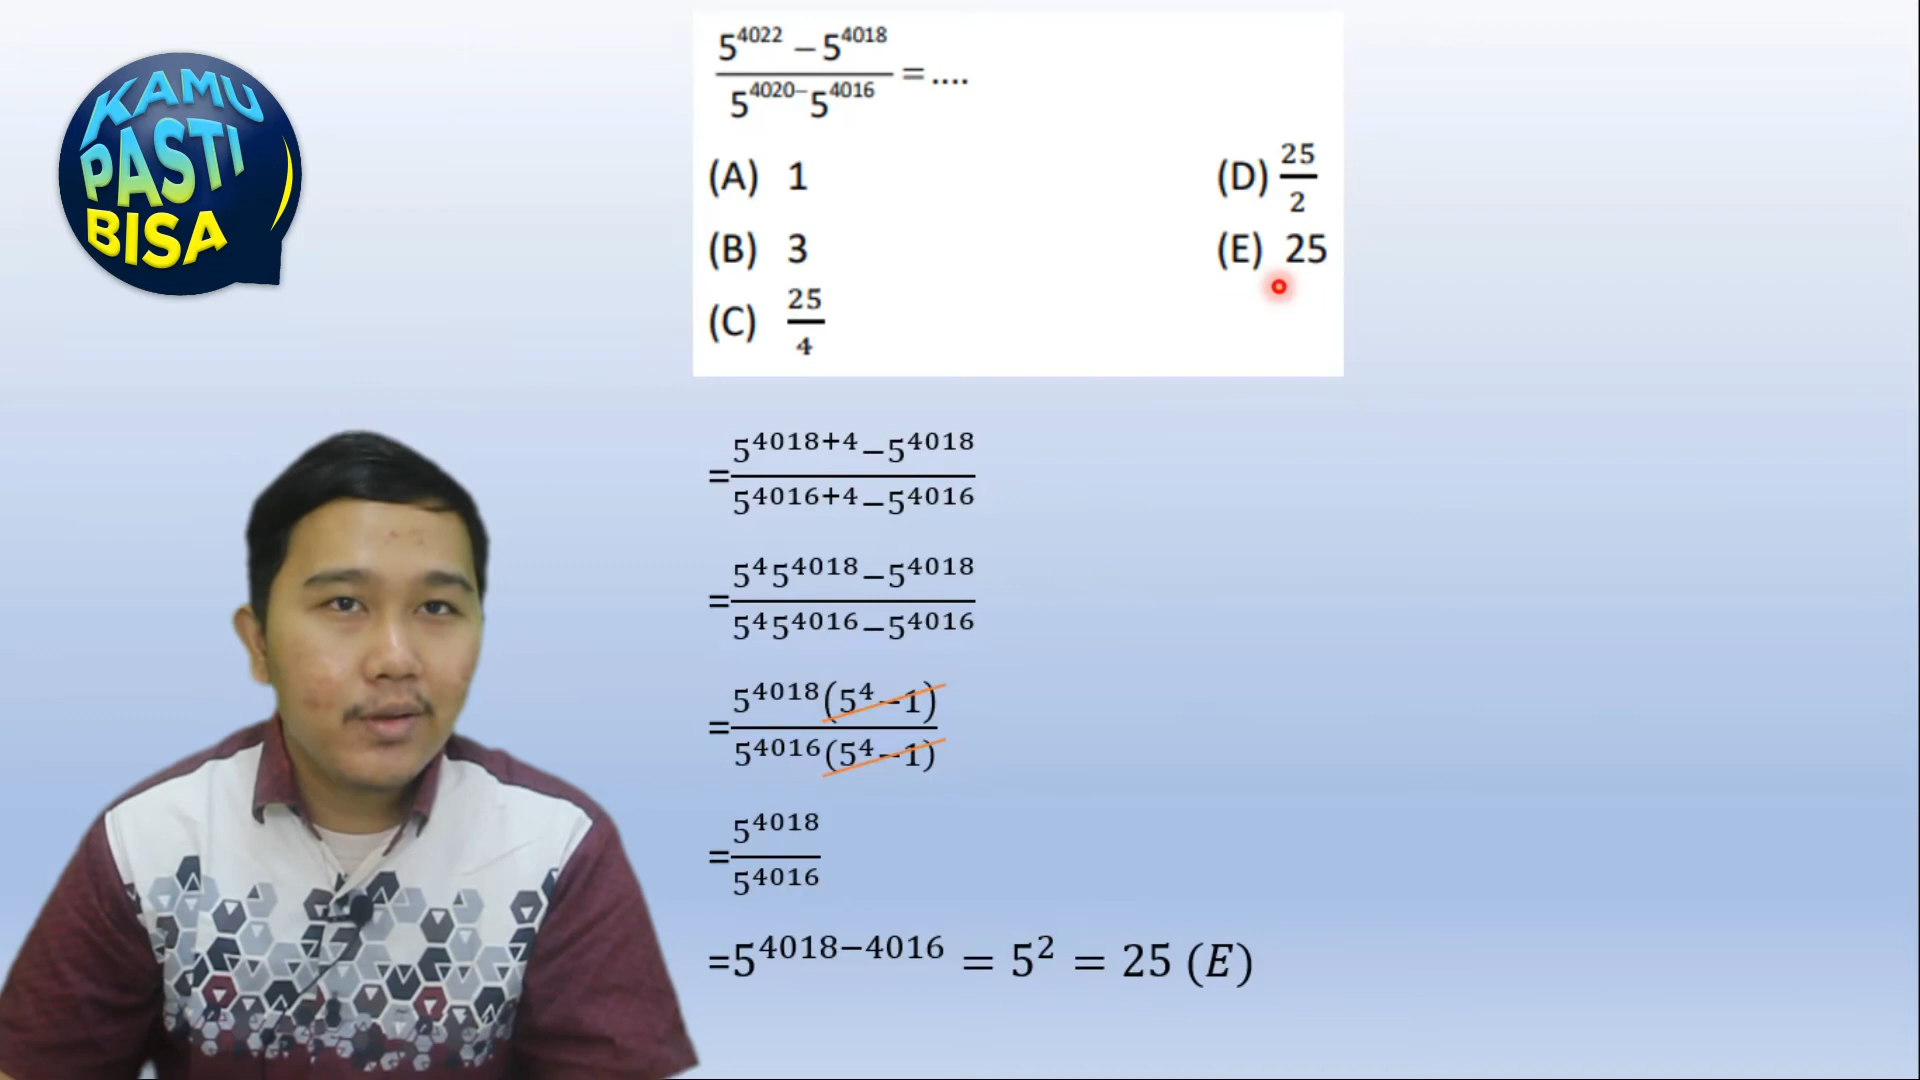 KAMU
PASTI
BISA
5^4022 – 5^4018 / 5^4020– 5^4016 = ....
(A) 1 (D) 25/2
(B) 3 (E) 25
(C) 25/4
=5^4018+4 −5^4018 / 5^4016+4 −5^4016
=5^4 5^4018 −5^4018 / 5^4 5^4016 −5^4016
=5^4018 (5^4 −1) / 5^4016 (5^4 −1)
=5^4018 / 5^4016
=5^4018−4016 = 5^2 = 25 (E)